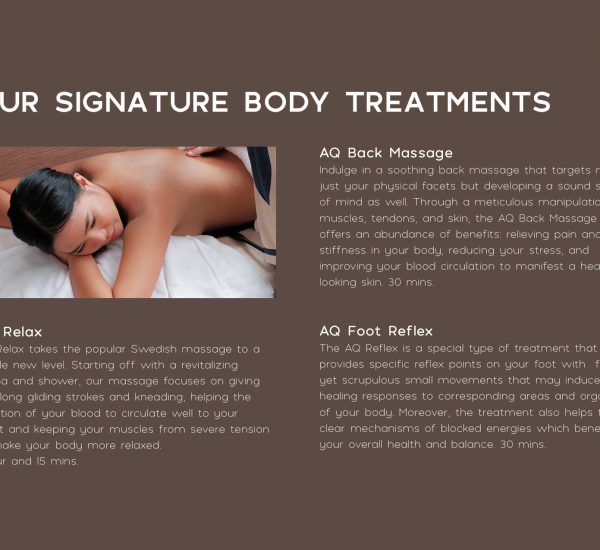 UR SIGNATURE BODY TREATMENTS
AQ Back Massage
Indulge in a soothing back massage that targets
just your physical facets but developing a sound
of mind as well. Through a meticulous
muscles, tendons, and skin, the AQ Back Massage
offers an abundance of benefits: relieving pain and
stiffness in your body, reducing your stress, and
improving your blood circulation to manifest a
looking skin. 30 mins.
Relax
Relax takes the popular Swedish massage to a
new level. Starting off with a revitalizing
and shower, our massage focuses on giving
long gliding strokes and kneading, helping the
of your blood to circulate well to your
and keeping your muscles from severe tension
make your body more relaxed.
and 15 mins.
AQ Foot Reflex
The AQ Reflex is a special type of treatment that
provides specific reflex points on your foot with
yet scrupulous small movements that may induce
healing responses to corresponding areas and
of your body. Moreover, the treatment also helps
clear mechanisms of blocked energies which
your overall health and balance. 30 mins.